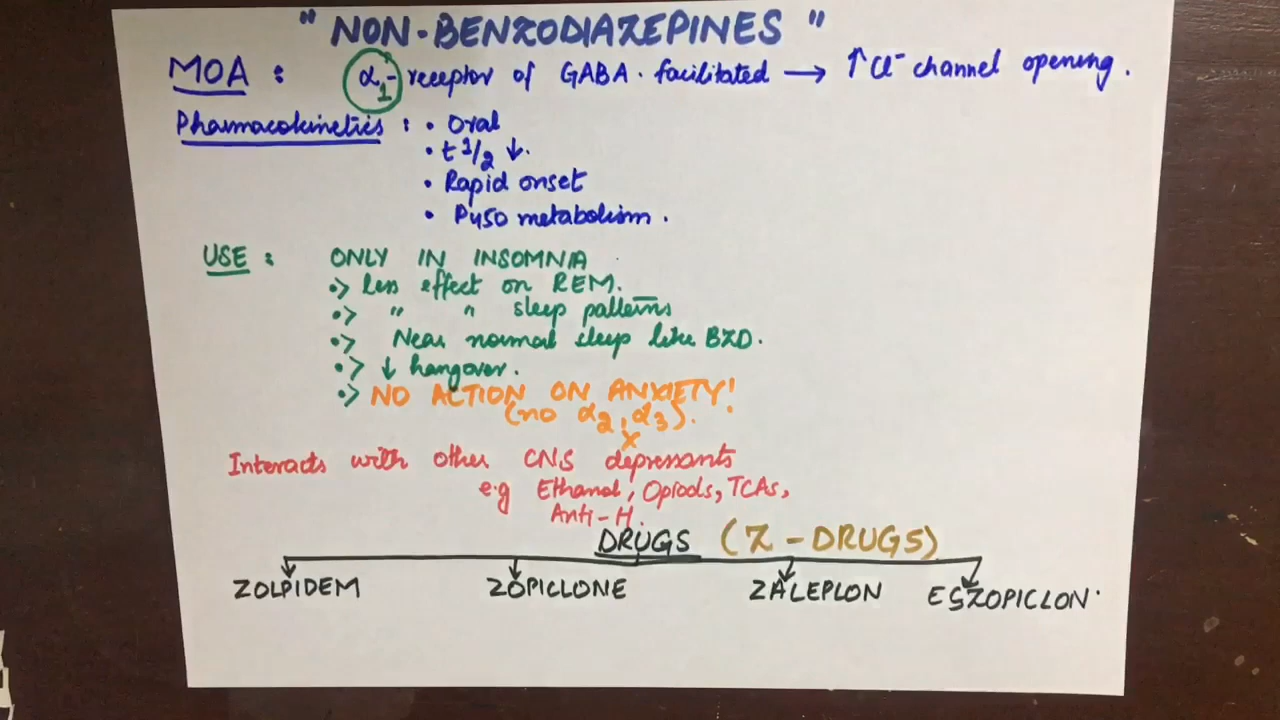 " NON-BENZODIAZEPINES "
MOA : α1- receptor of GABA. facilitated → ↑ Cl⁻ channel opening.
Pharmacokinetics : • Oral
• t 1/2 ↓.
• Rapid onset
• P450 metabolism.
USE : ONLY IN INSOMNIA
•> Less effect on REM.
•> " " sleep patterns
•> Near normal sleep like BZD.
•> ↓ hangover.
•> NO ACTION ON ANXIETY!
(no α2, α3).
x
Interacts with other CNS depressants
e.g Ethanol, Opiods, TCAs,
Anti-H.
DRUGS (Z-DRUGS)
ZOLPIDEM ZOPICLONE ZALEPLON ESZOPICLON.